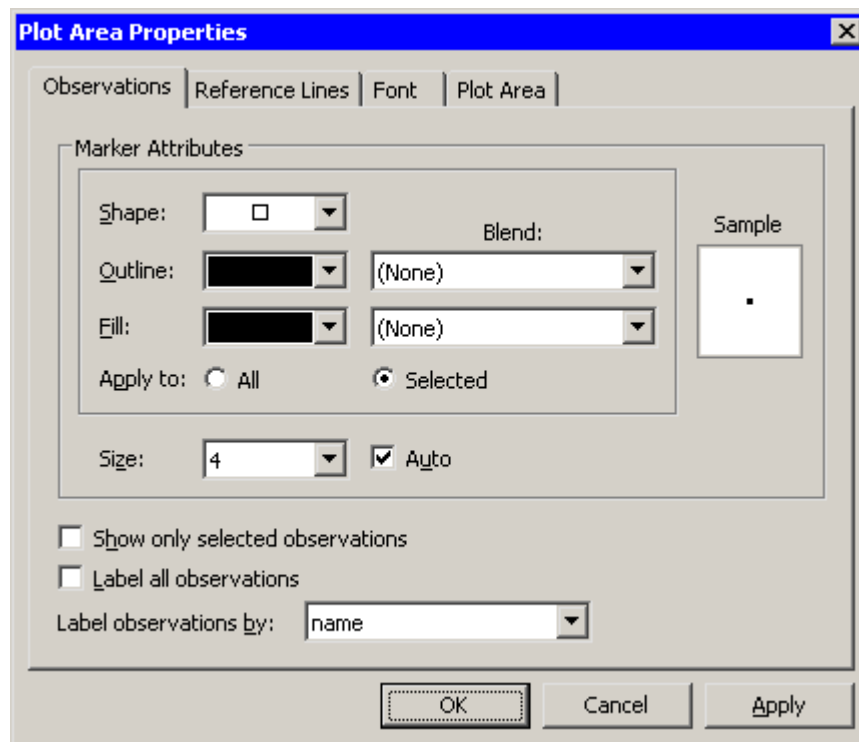 Plot Area Properties
Observations Reference Lines Font Plot Area
Marker Attributes
Shape:
Blend:
Sample
Outline: (None)
Fill: (None)
Apply to: All Selected
Size: 4 Auto
Show only selected observations
Label all observations
Label observations by: name
OK Cancel Apply